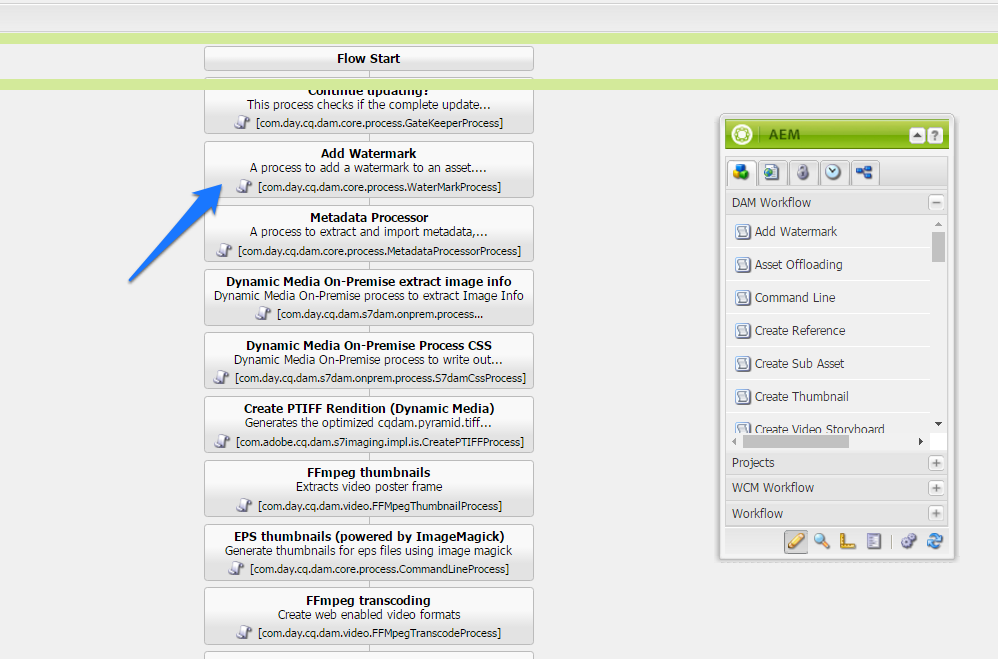 Flow Start
Continue updating?
This process checks if the complete update...
[com.day.cq.dam.core.process.GateKeeperProcess]
Add Watermark
A process to add a watermark to an asset....
[com.day.cq.dam.core.process.WaterMarkProcess]
Metadata Processor
A process to extract and import metadata,...
[com.day.cq.dam.core.process.MetadataProcessorProcess]
Dynamic Media On-Premise extract image info
Dynamic Media On-Premise process to extract Image Info
[com.day.cq.dam.s7dam.onprem.process...
Dynamic Media On-Premise Process CSS
Dynamic Media On-Premise process to write out...
[com.day.cq.dam.s7dam.onprem.process.S7damCssProcess]
Create PTIFF Rendition (Dynamic Media)
Generates the optimized cqdam.pyramid.tiff...
[com.adobe.cq.dam.s7imaging.impl.is.CreatePTIFFProcess]
FFmpeg thumbnails
Extracts video poster frame
[com.day.cq.dam.video.FFMpegThumbnailProcess]
EPS thumbnails (powered by ImageMagick)
Generate thumbnails for eps files using image magick
[com.day.cq.dam.core.process.CommandLineProcess]
FFmpeg transcoding
Create web enabled video formats
[com.day.cq.dam.video.FFMpegTranscodeProcess]
AEM
?
DAM Workflow
Add Watermark
Asset Offloading
Command Line
Create Reference
Create Sub Asset
Create Thumbnail
Create Video Storyboard
Projects
WCM Workflow
Workflow